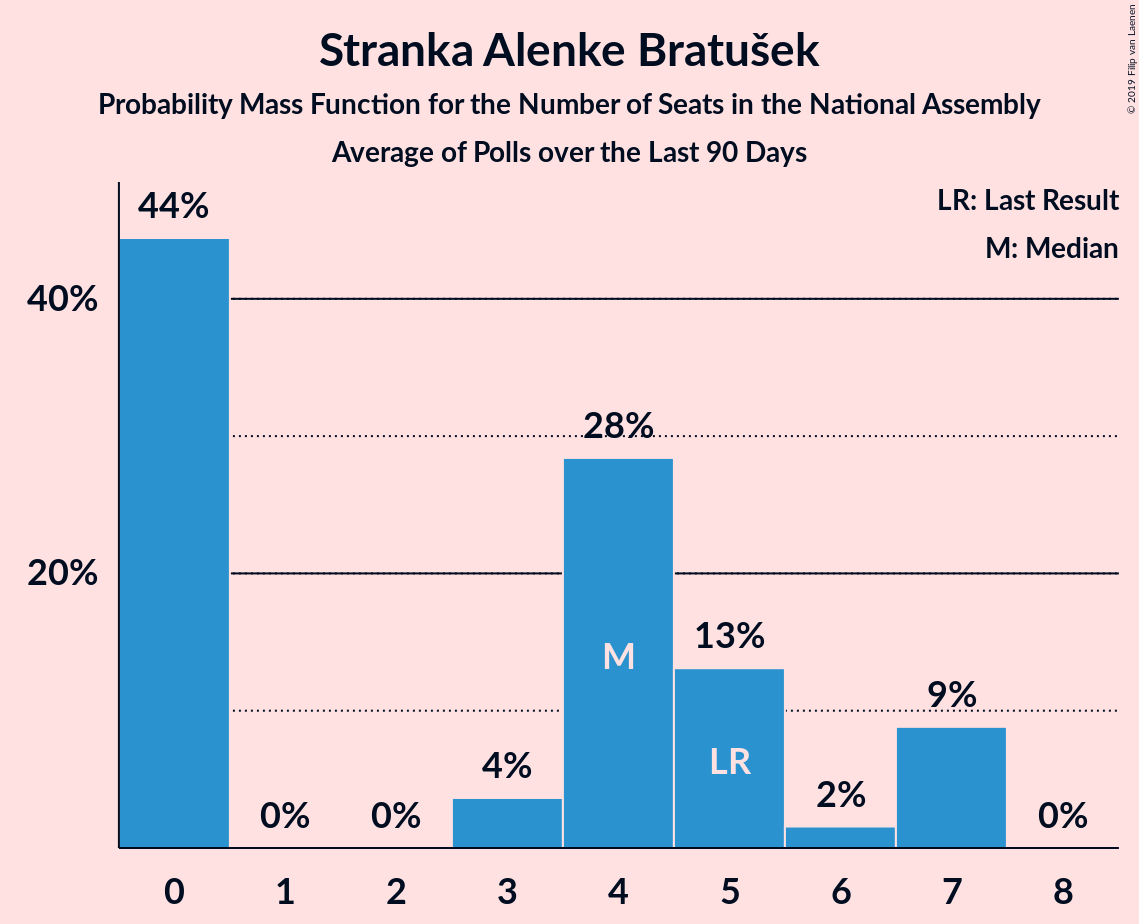 Stranka Alenke Bratušek
Probability Mass Function for the Number of Seats in the National Assembly
Average of Polls over the Last 90 Days
© 2019 Filip van Laenen
LR: Last Result
M: Median
44%
40%
28%
20%
13%
9%
4%
2%
0%
0%
0%
M
LR
0 1 2 3 4 5 6 7 8